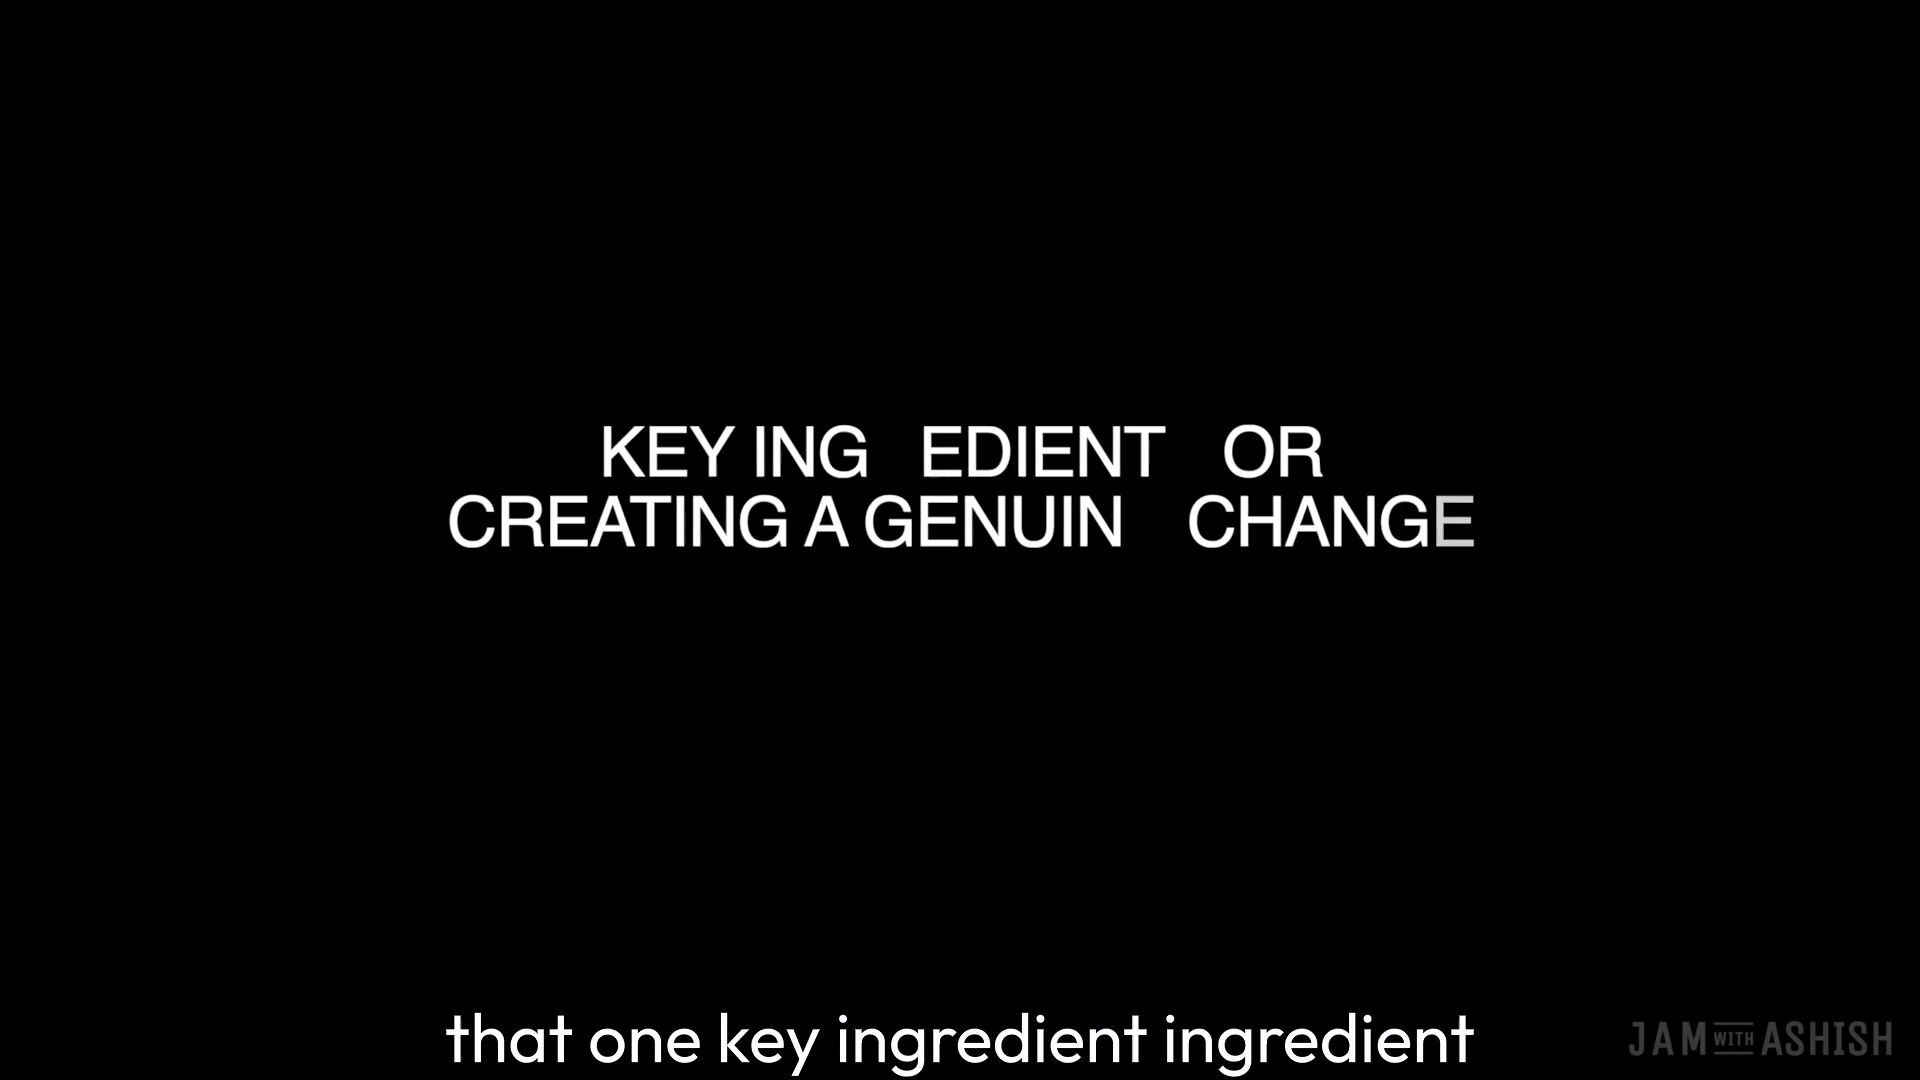 KEY ING EDIENT OR
CREATING A GENUIN CHANGE
that one key ingredient ingredient
JAM WITH ASHISH